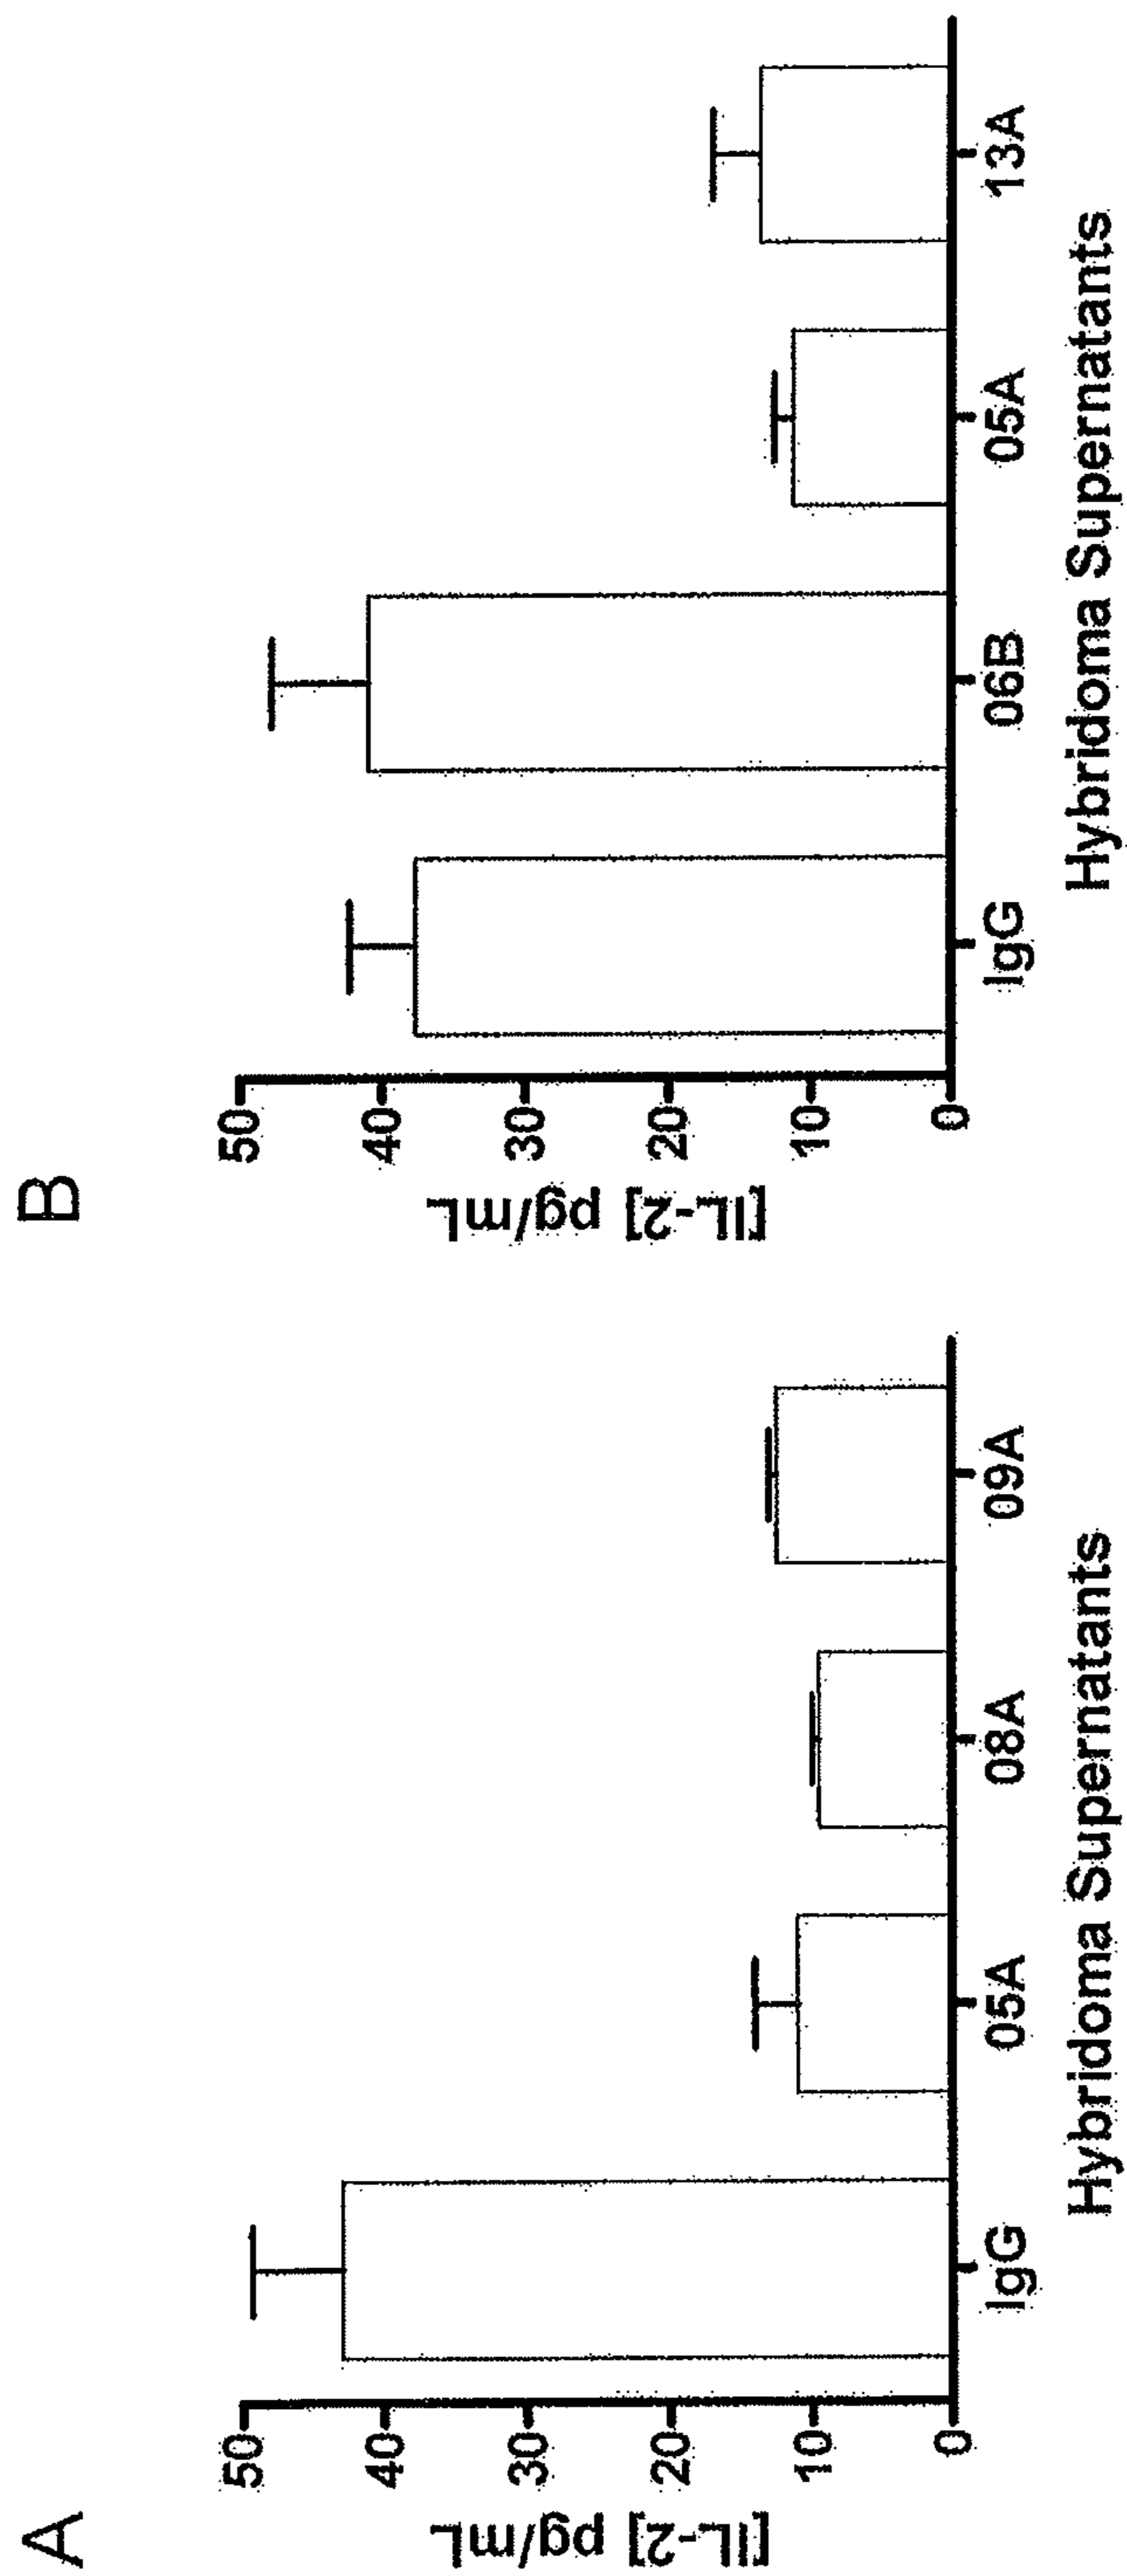 A
[IL-2] pg/mL
50
40
30
20
10
0
IgG
05A
08A
09A
Hybridoma Supernatants
B
[IL-2] pg/mL
50
40
30
20
10
0
IgG
06B
05A
13A
Hybridoma Supernatants